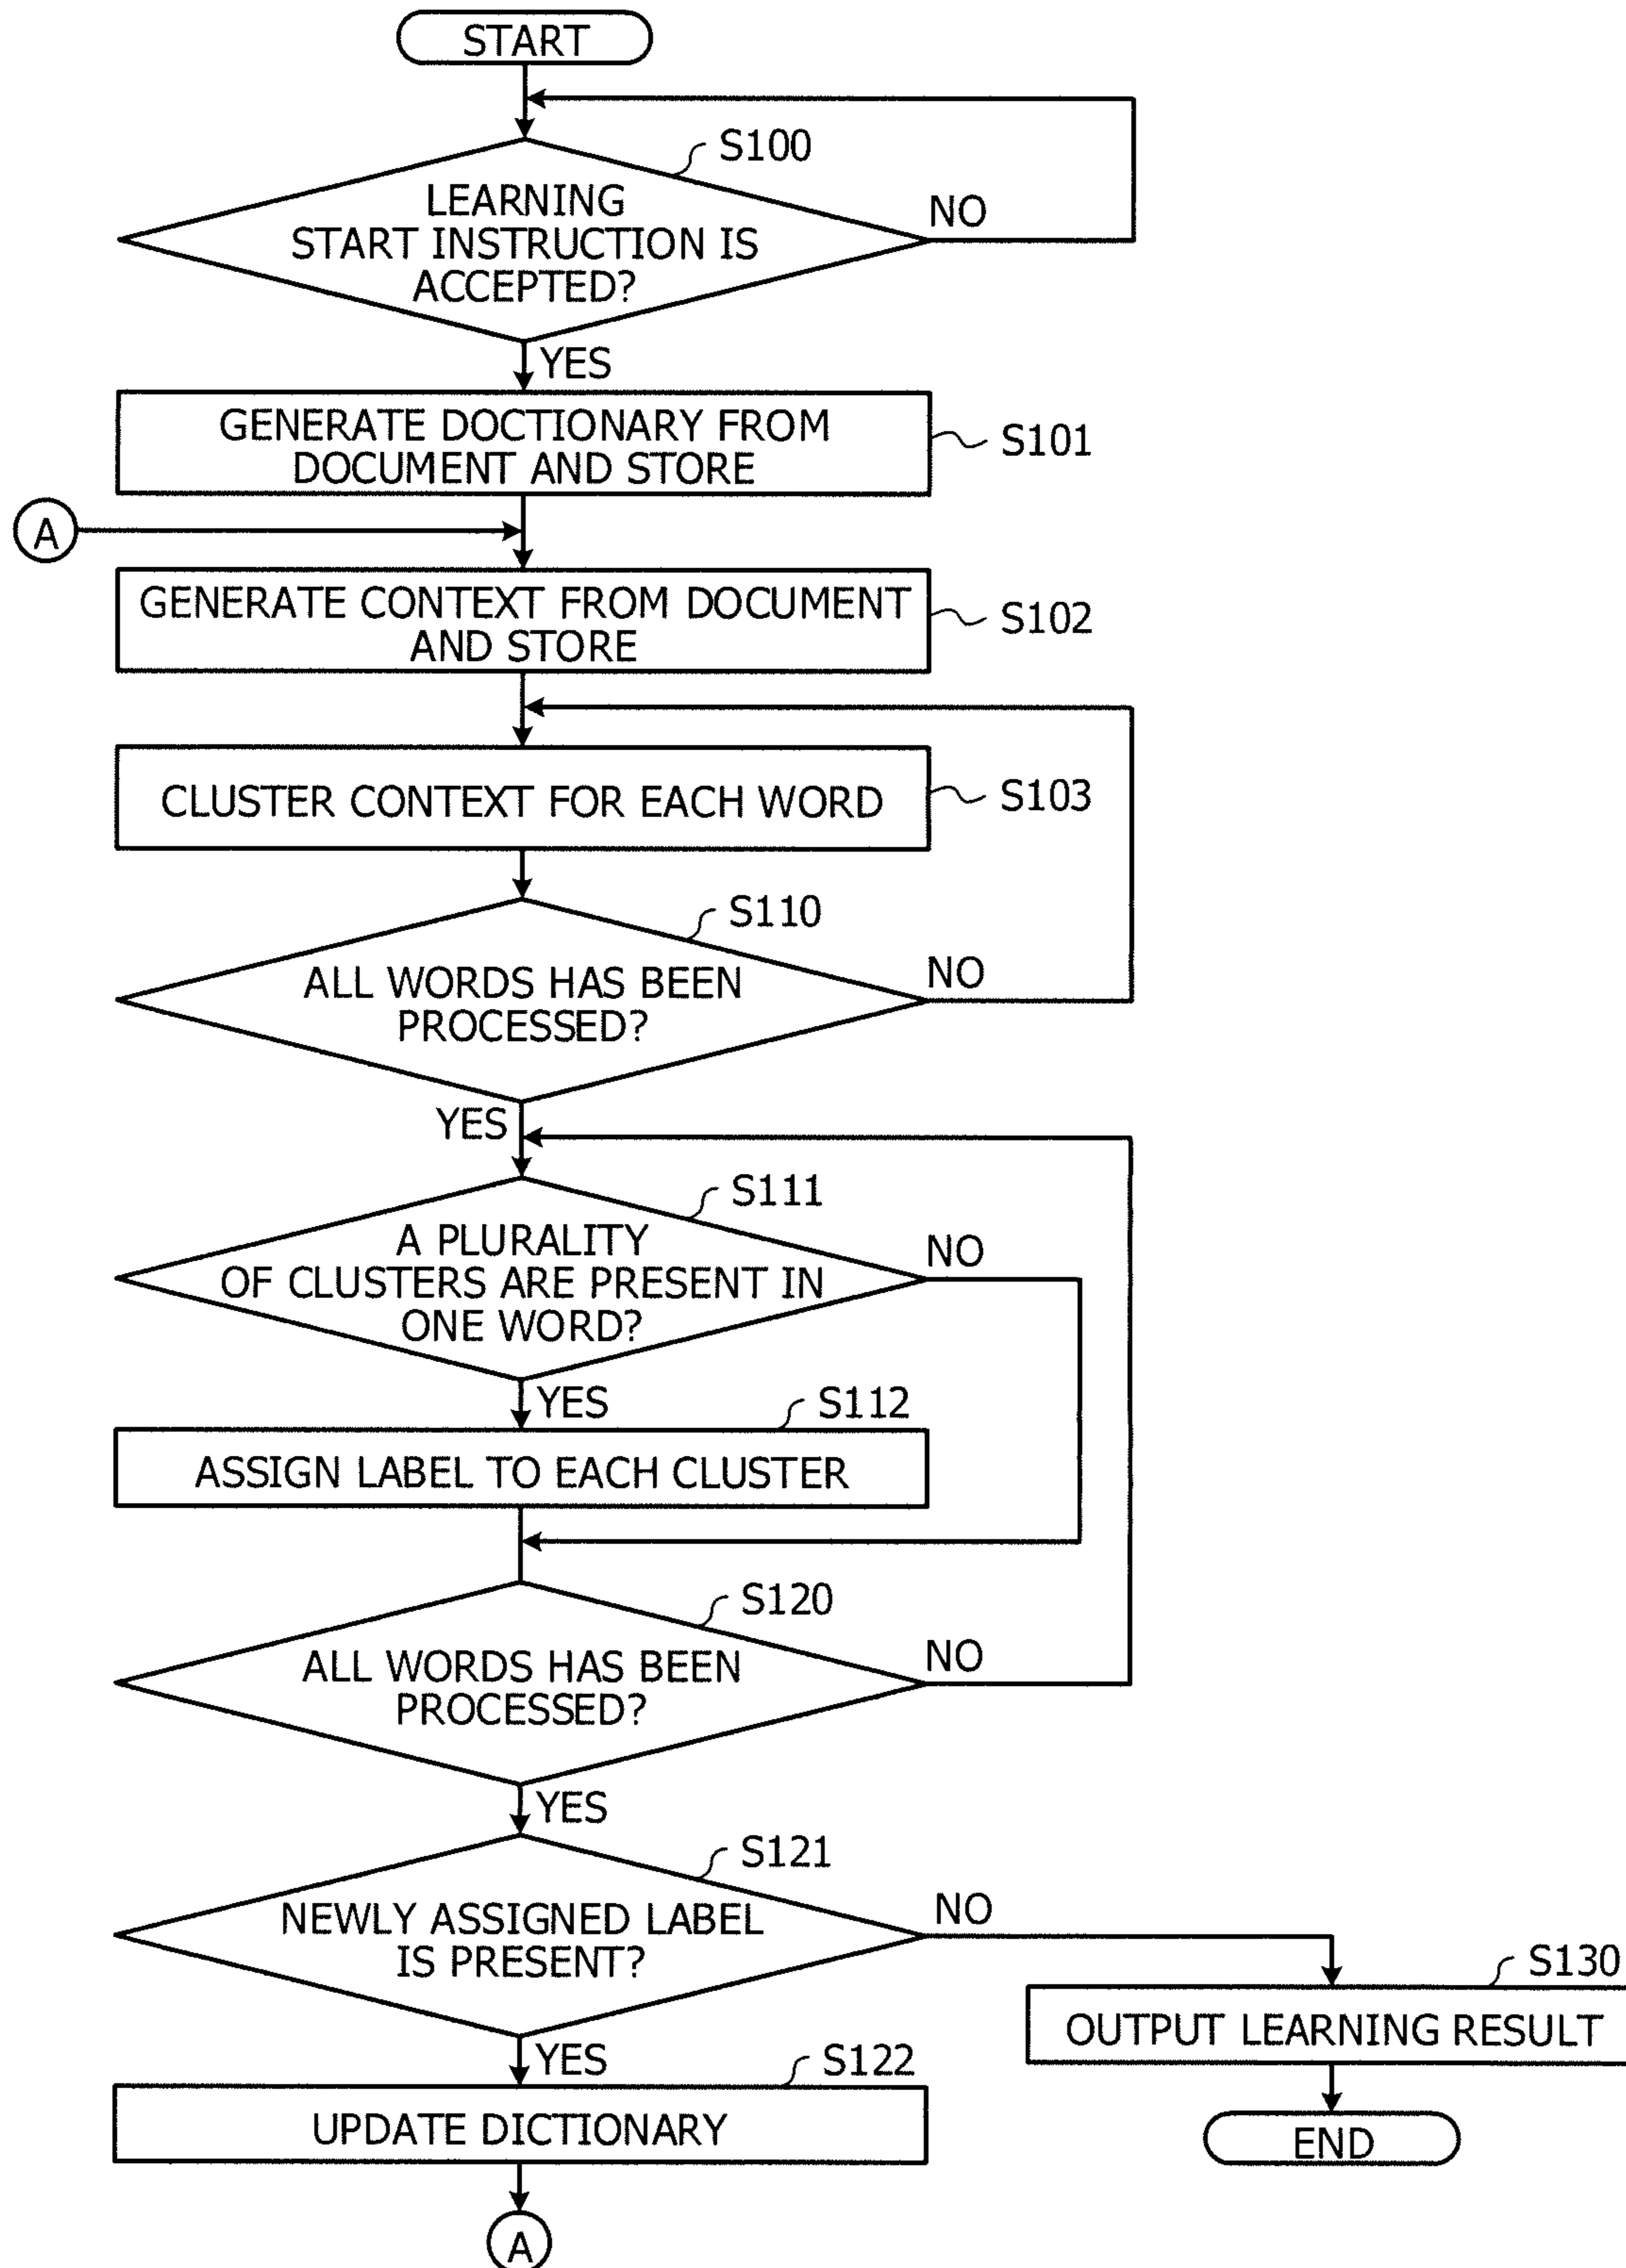 START
S100
LEARNING
START INSTRUCTION IS
ACCEPTED?
NO
YES
GENERATE DOCTIONARY FROM
DOCUMENT AND STORE
S101
A
GENERATE CONTEXT FROM DOCUMENT
AND STORE
S102
CLUSTER CONTEXT FOR EACH WORD
S103
S110
ALL WORDS HAS BEEN
PROCESSED?
NO
YES
S111
A PLURALITY
OF CLUSTERS ARE PRESENT IN
ONE WORD?
NO
YES
S112
ASSIGN LABEL TO EACH CLUSTER
S120
ALL WORDS HAS BEEN
PROCESSED?
NO
YES
S121
NEWLY ASSIGNED LABEL
IS PRESENT?
NO
S130
OUTPUT LEARNING RESULT
END
YES
S122
UPDATE DICTIONARY
A